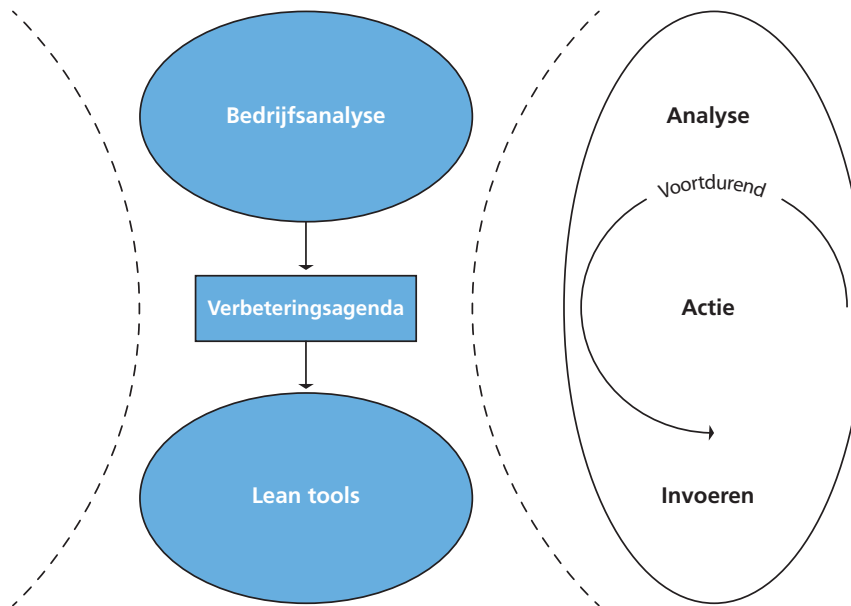 Bedrijfsanalyse
Verbeteringsagenda
Lean tools
Analyse
Voortdurend
Actie
Invoeren